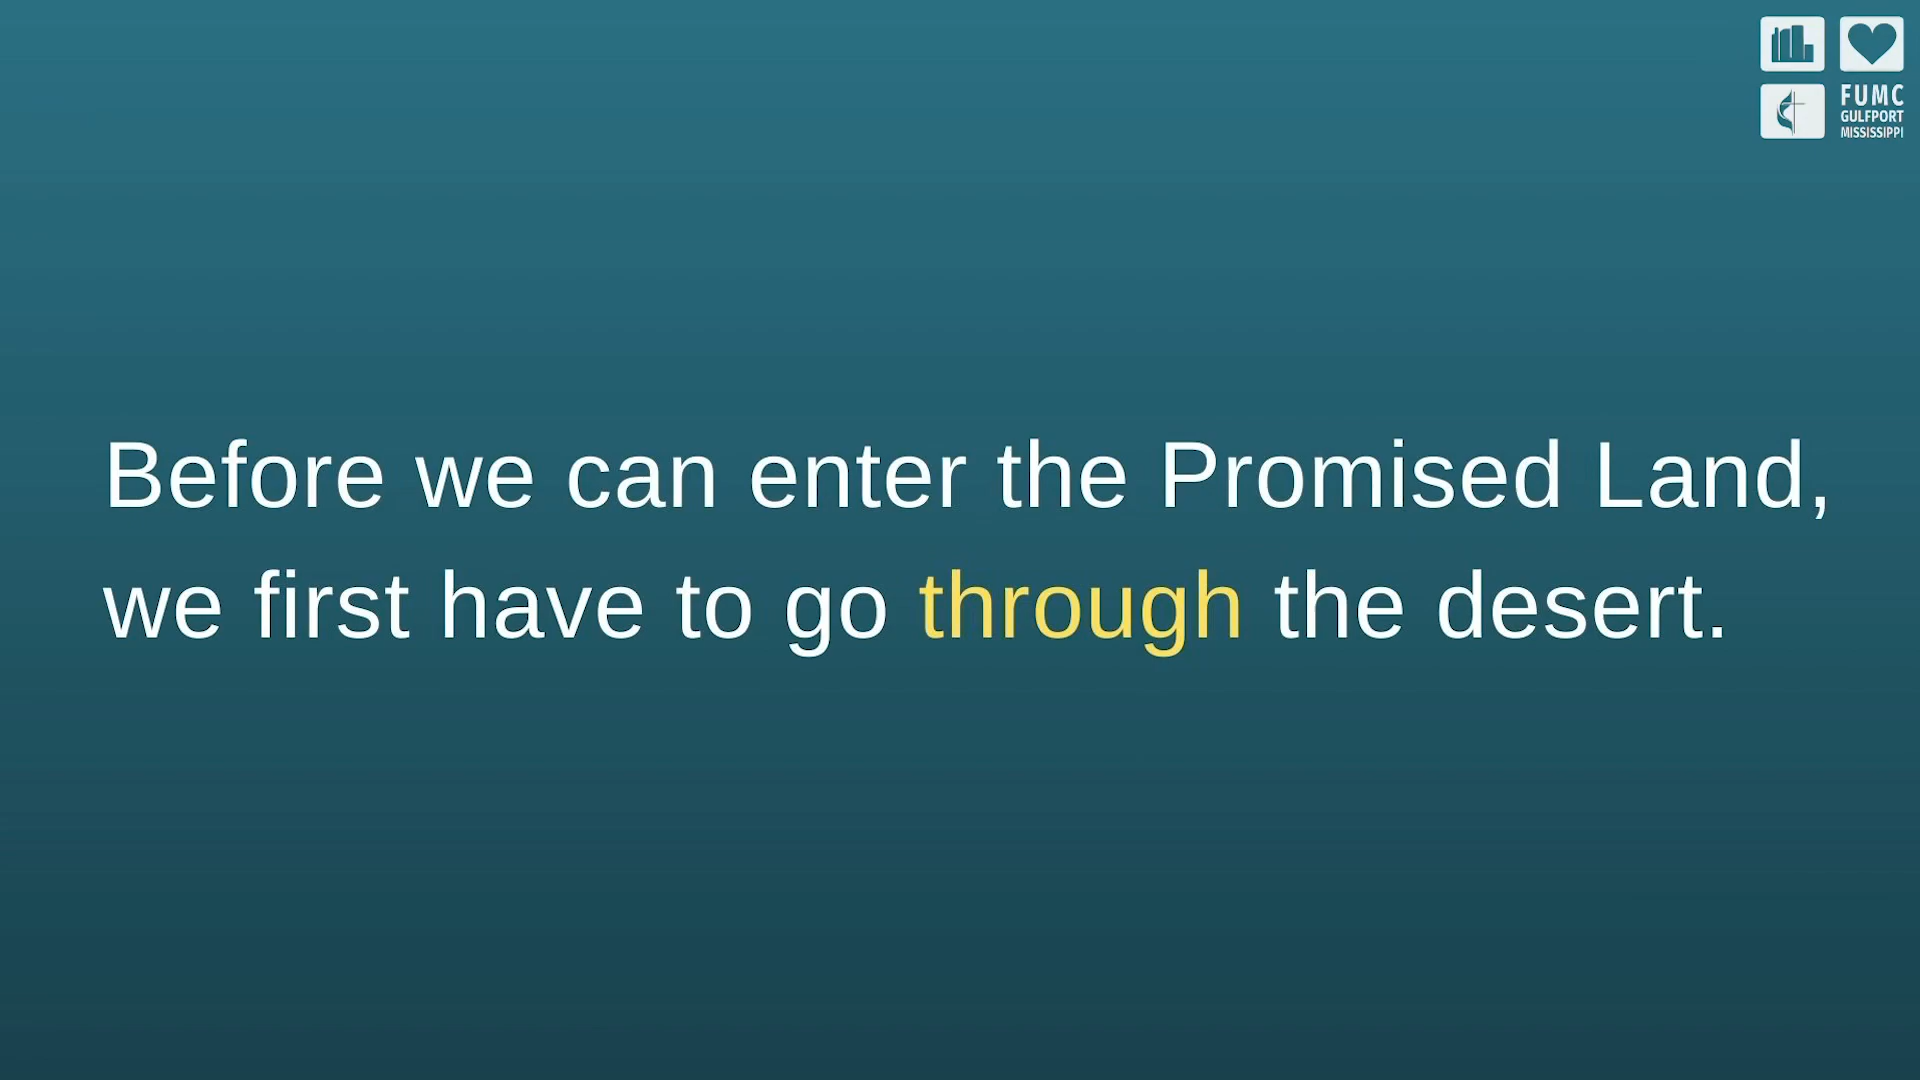 FUMC
GULFPORT
MISSISSIPPI
Before we can enter the Promised Land,
we first have to go through the desert.